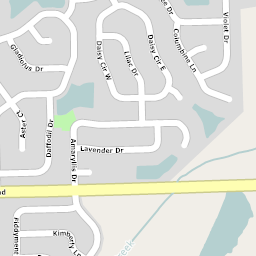 Gladiolus Dr
Daisy Cir W
Lilac Dr
Daisy Cir E
Columbine Ln
Violet Dr
Aster Ct
Daffodil Dr
Amaryllis Dr
Lavender Dr
Kimberly Ln